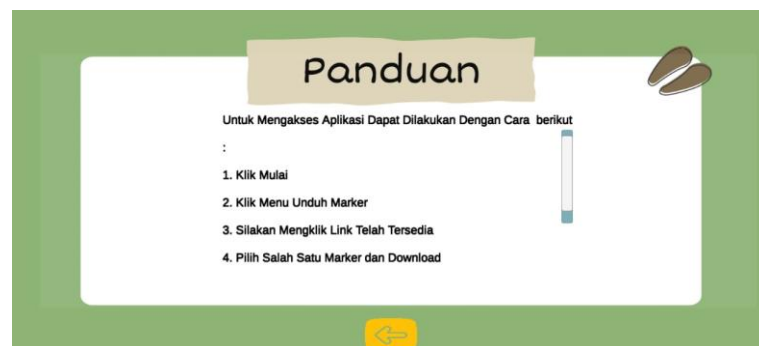 Panduan
Untuk Mengakses Aplikasi Dapat Dilakukan Dengan Cara berikut
:
1. Klik Mulai
2. Klik Menu Unduh Marker
3. Silakan Mengklik Link Telah Tersedia
4. Pilih Salah Satu Marker dan Download